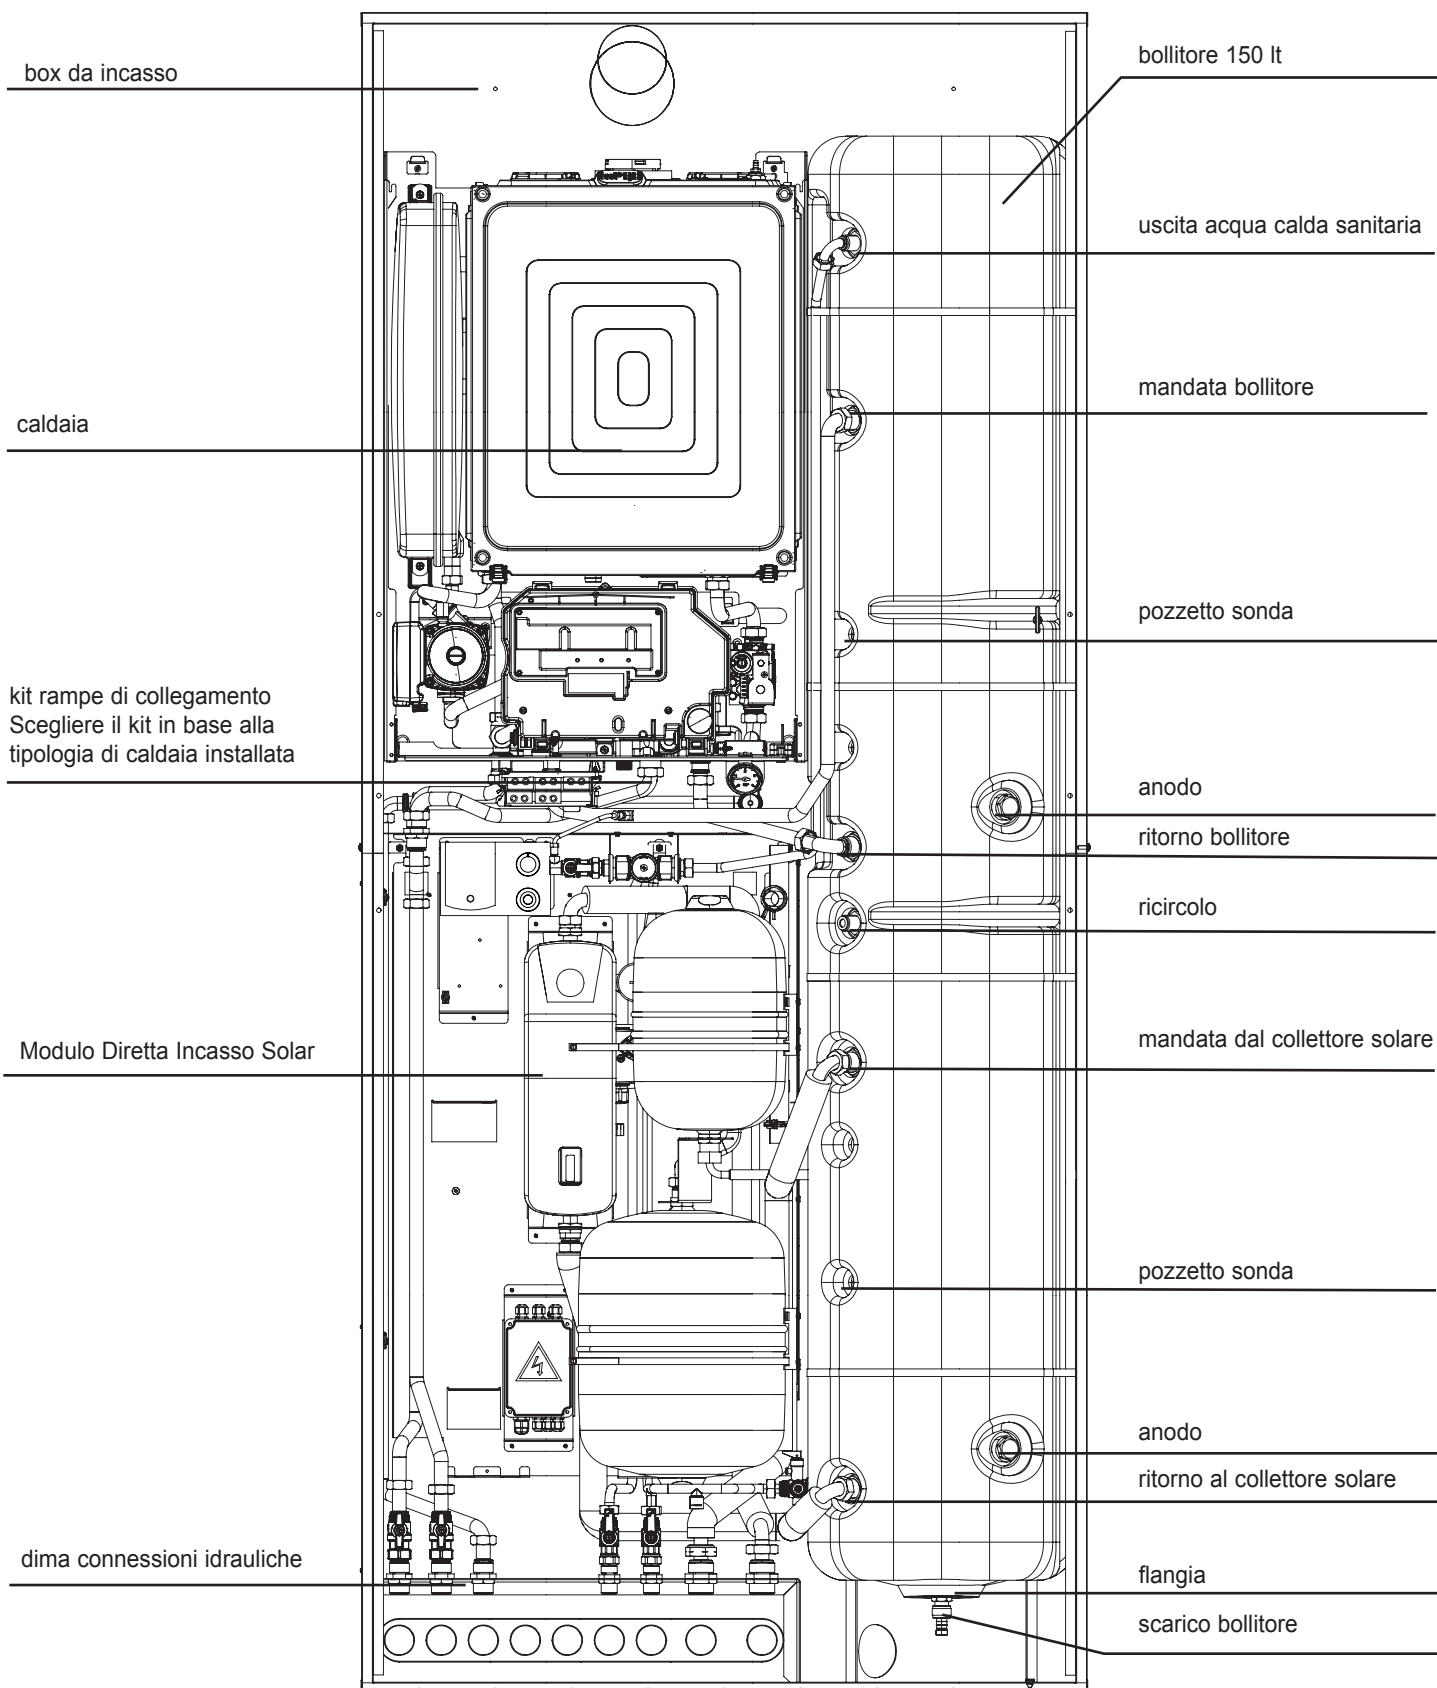 box da incasso
caldaia
kit rampe di collegamento
Scegliere il kit in base alla
tipologia di caldaia installata
Modulo Diretta Incasso Solar
dima connessioni idrauliche
bollitore 150 lt
uscita acqua calda sanitaria
mandata bollitore
pozzetto sonda
anodo
ritorno bollitore
ricircolo
mandata dal collettore solare
pozzetto sonda
anodo
ritorno al collettore solare
flangia
scarico bollitore